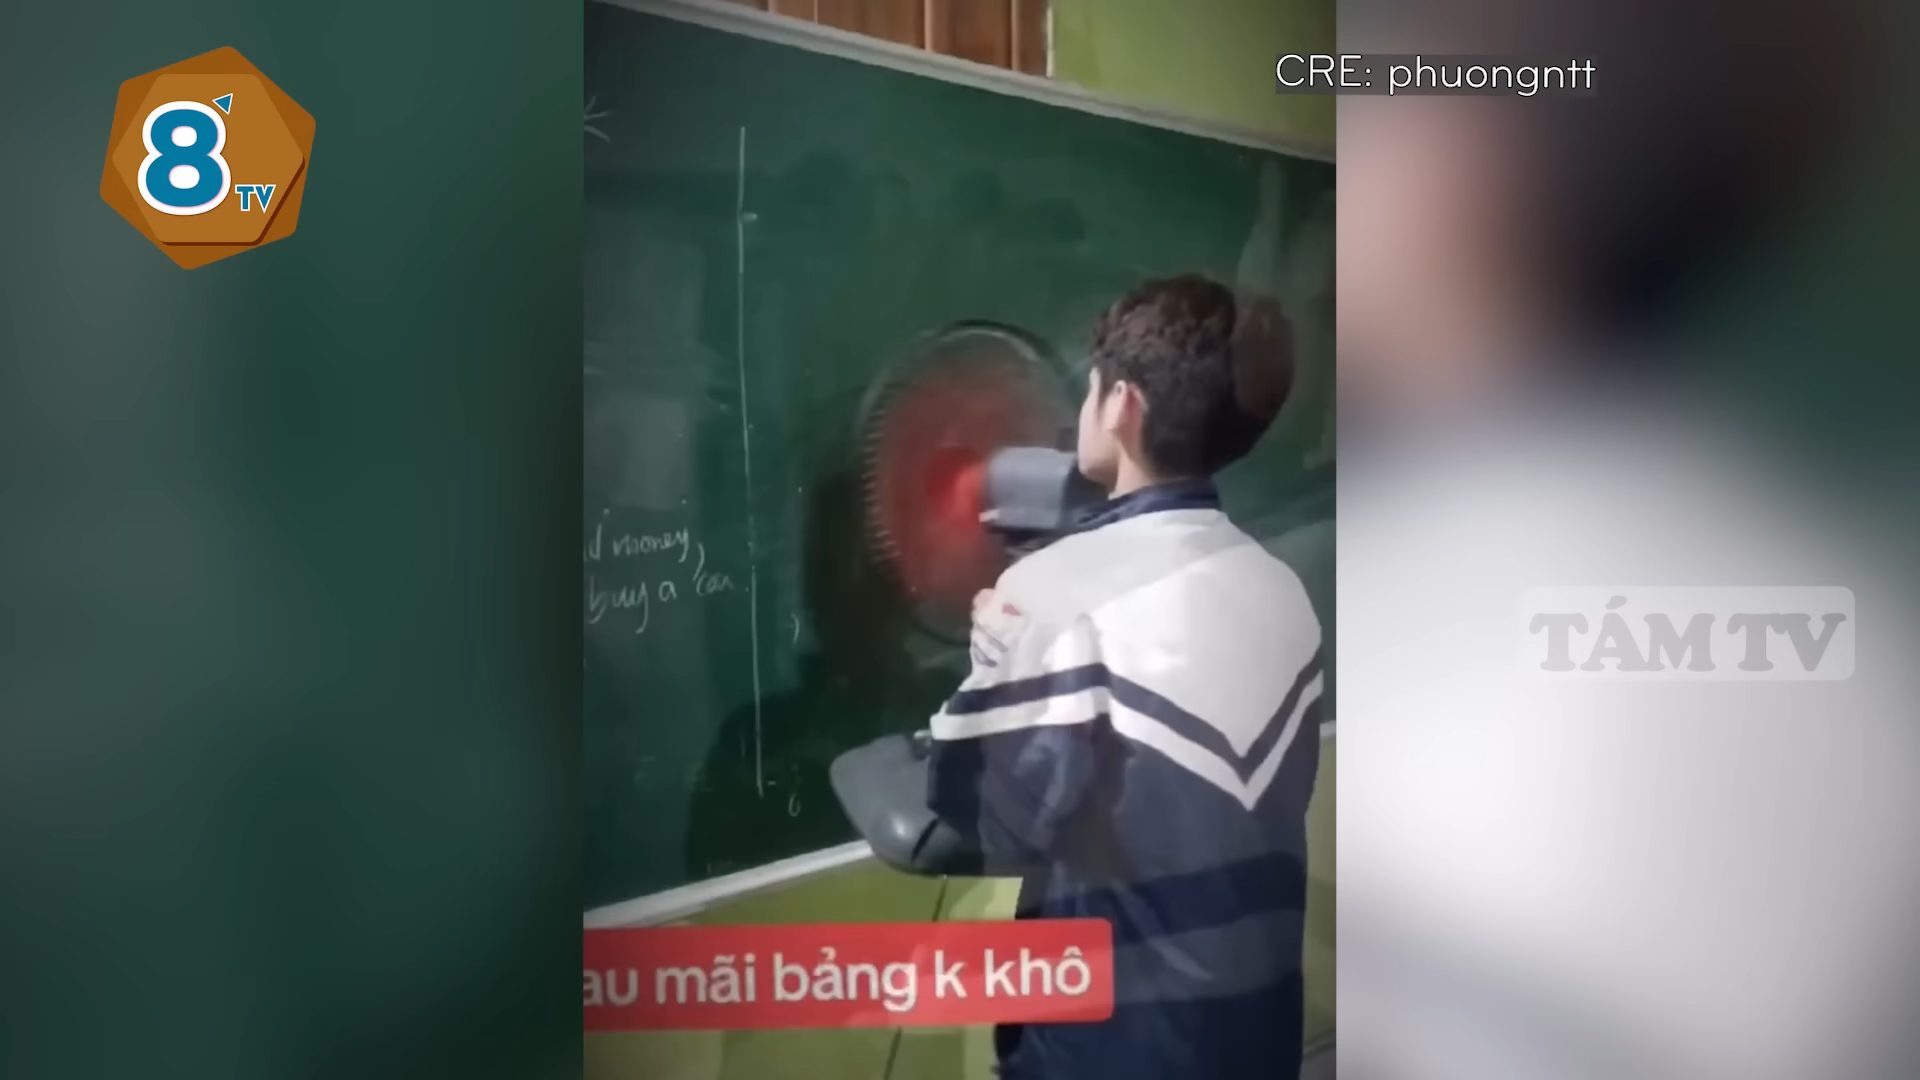 8
TV
CRE: phuongntt
money,
buy a car.
TÁM TV
au mãi bảng k khô